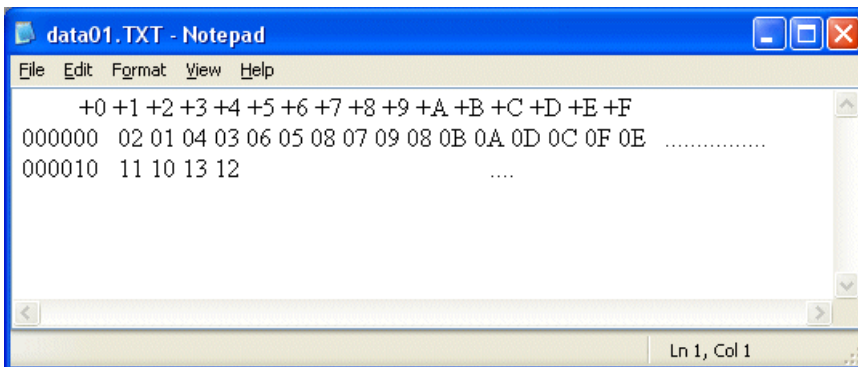 data01.TXT - Notepad
File Edit Format View Help
+0 +1 +2 +3 +4 +5 +6 +7 +8 +9 +A +B +C +D +E +F
000000 02 01 04 03 06 05 08 07 09 08 0B 0A 0D 0C 0F 0E ................
000010 11 10 13 12 ....
Ln 1, Col 1